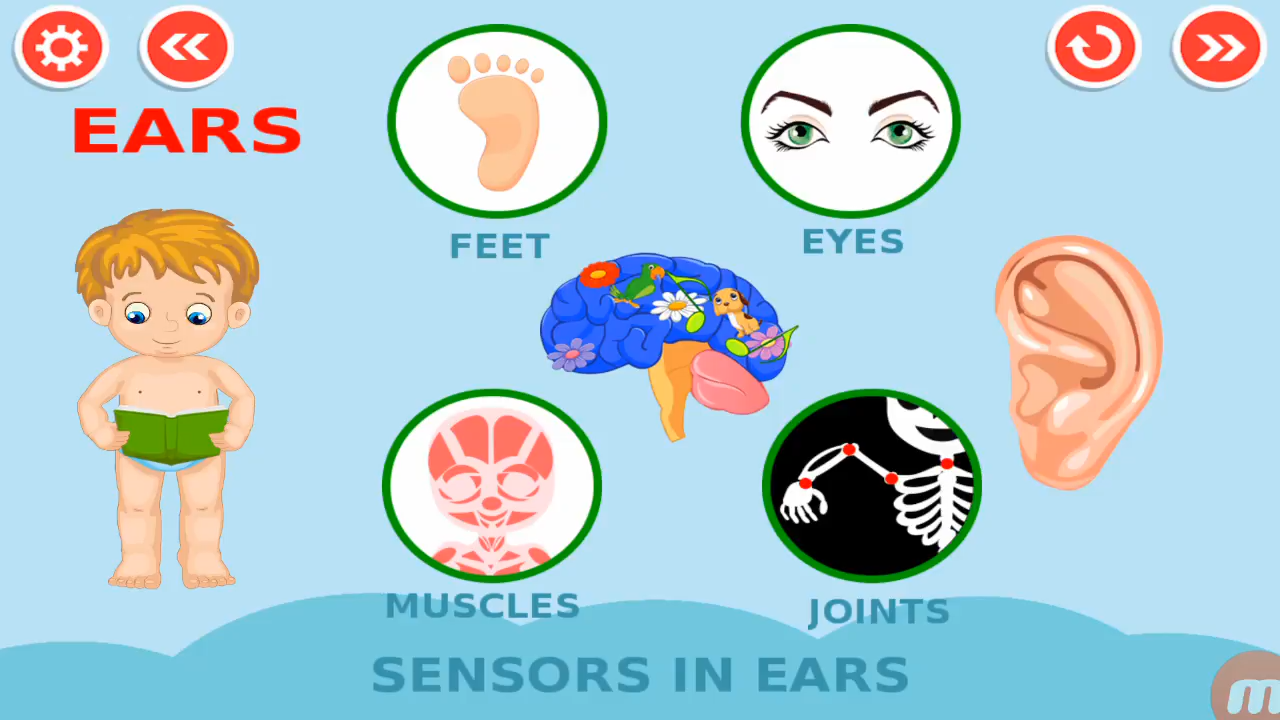 EARS
FEET
EYES
MUSCLES
JOINTS
SENSORS IN EARS
m